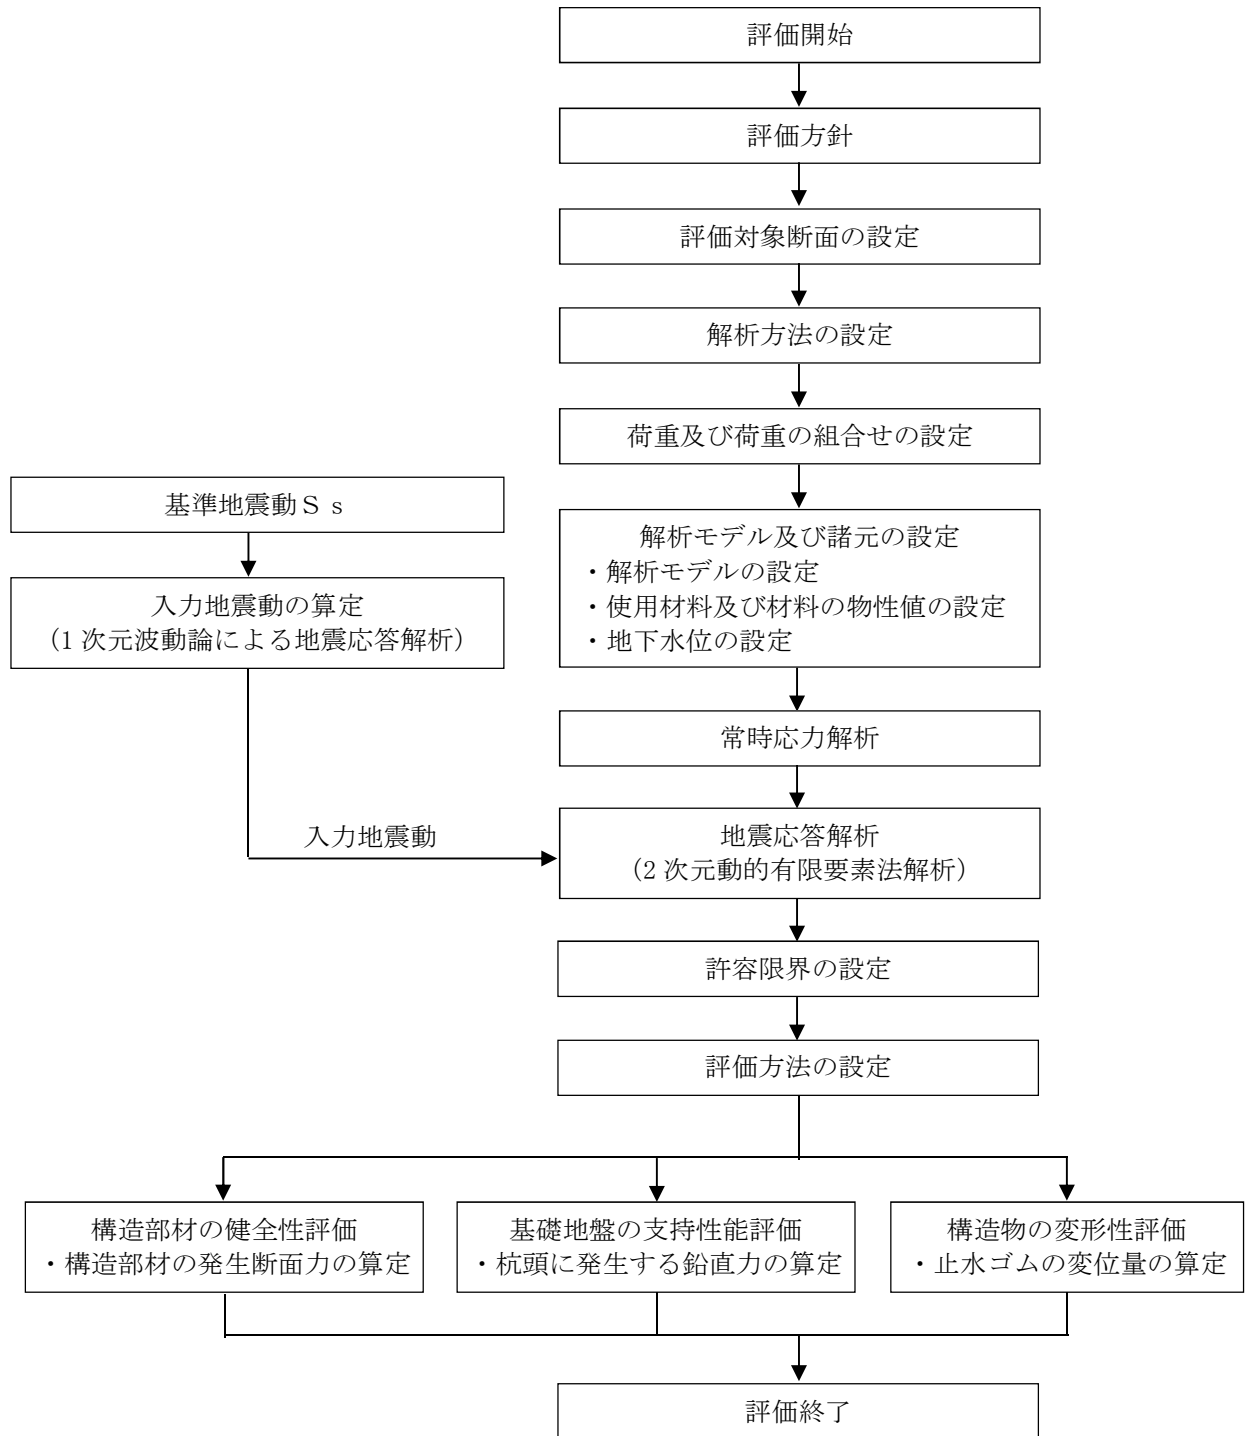 評価開始
評価方針
評価対象断面の設定
解析方法の設定
荷重及び荷重の組合せの設定
基準地震動Ｓｓ
入力地震動の算定
(1 次元波動論による地震応答解析)
解析モデル及び諸元の設定
・解析モデルの設定
・使用材料及び材料の物性値の設定
・地下水位の設定
常時応力解析
入力地震動
地震応答解析
(2 次元動的有限要素法解析)
許容限界の設定
評価方法の設定
構造部材の健全性評価
・構造部材の発生断面力の算定
基礎地盤の支持性能評価
・杭頭に発生する鉛直力の算定
構造物の変形性評価
・止水ゴムの変位量の算定
評価終了